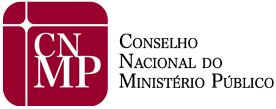 CN
MP
CONSELHO
NACIONAL DO
MINISTÉRIO PÚBLICO